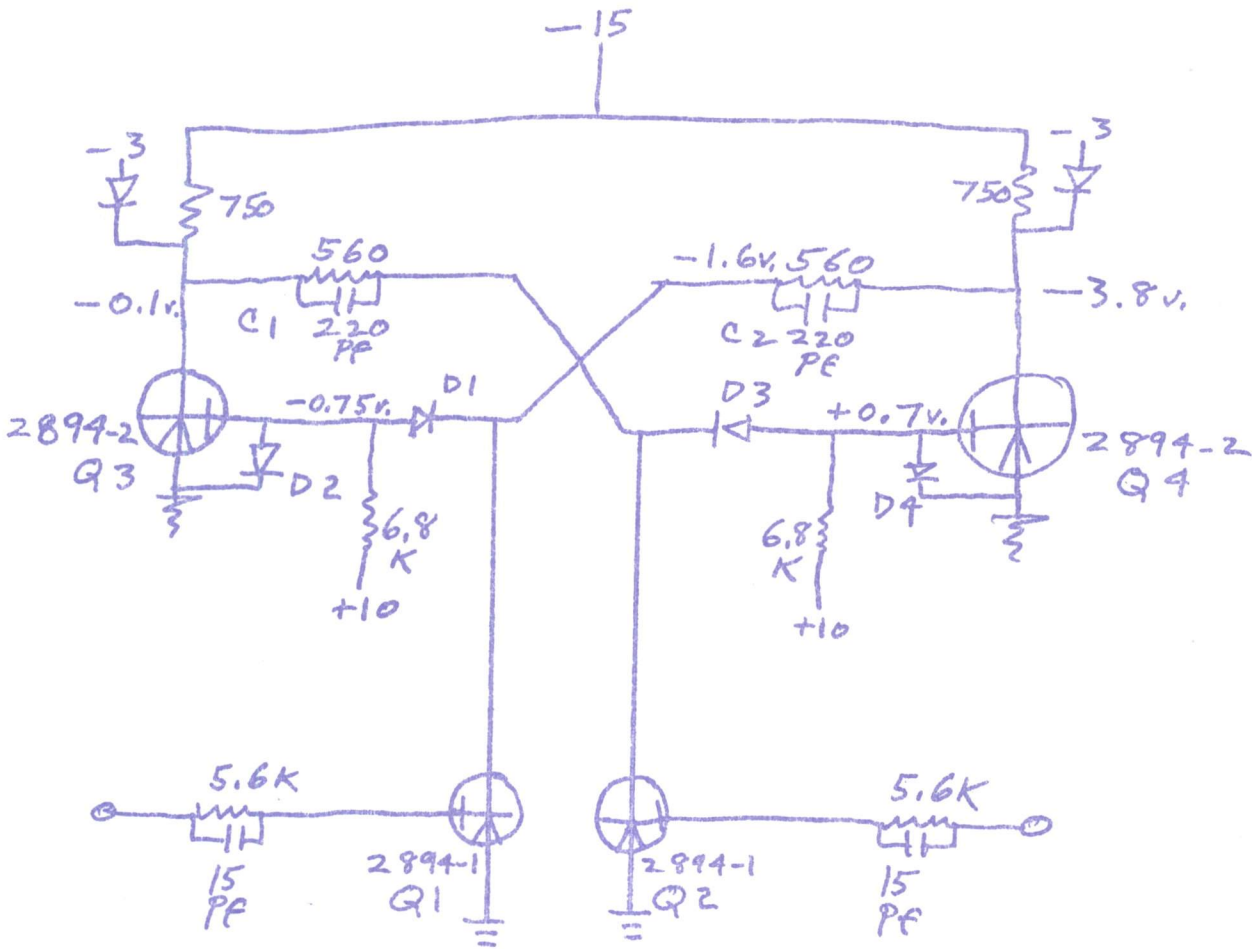 -15
-3
-3
750
750
560
-1.6v.
560
-0.1v.
-3.8v.
C1
220
PF
C2
220
PF
D1
D3
-0.75v.
+0.7v.
2894-2
Q3
2894-2
Q4
D2
D4
6.8
K
6.8
K
+10
+10
5.6K
5.6K
2894-1
Q1
2894-1
Q2
15
PF
15
PF